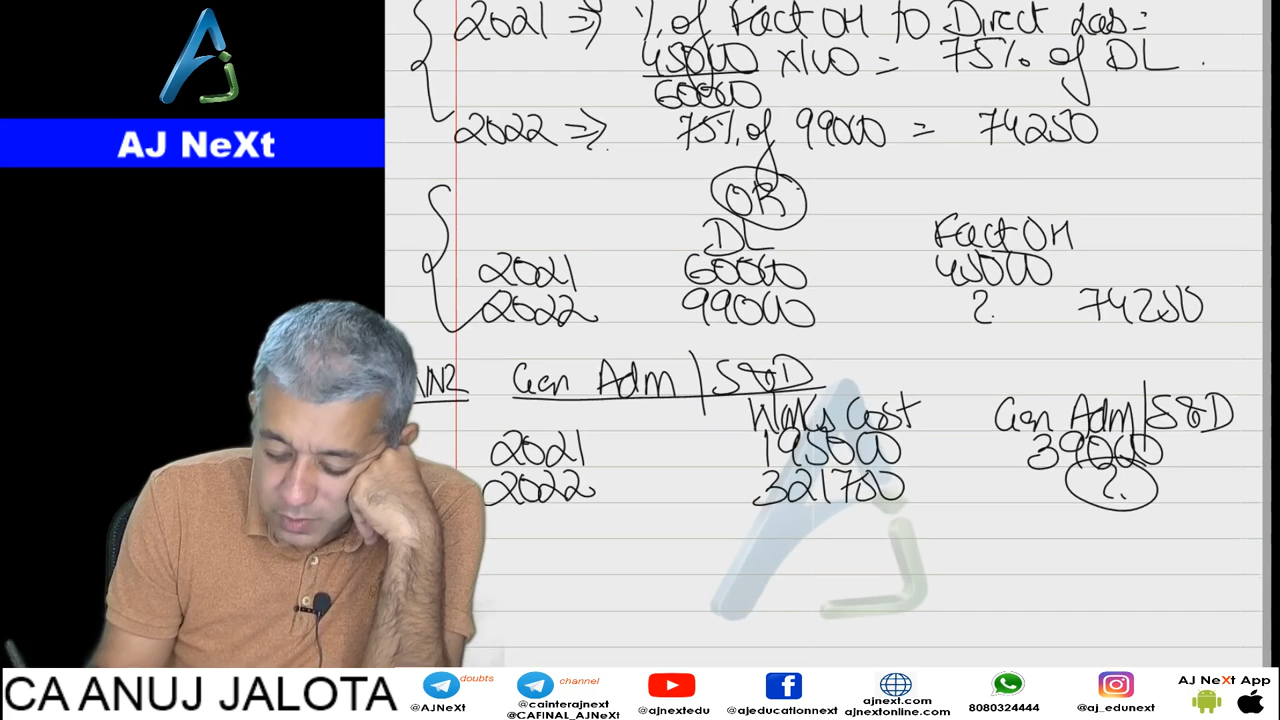 2021 => % of Fact OH to Direct Lab =
45000 x100 = 75% of DL.
60000
2022 => 75% of 99000 = 74250
AJ NeXt
OR
DL Fact OH
2021 60000 45000
2022 99000 ? 74250
WN2 Gen Adm | S&D
Works Cost Gen Adm | S&D
2021 195000 39000
2022 321750 ?
CA ANUJ JALOTA
doubts
@AJNeXt
channel
@cainterajnext
@CAFINAL_AJNeXt
@ajnextedu
@ajeducationnext
ajnext.com
ajnextonline.com
8080324444
@aj_edunext
AJ NeXt App